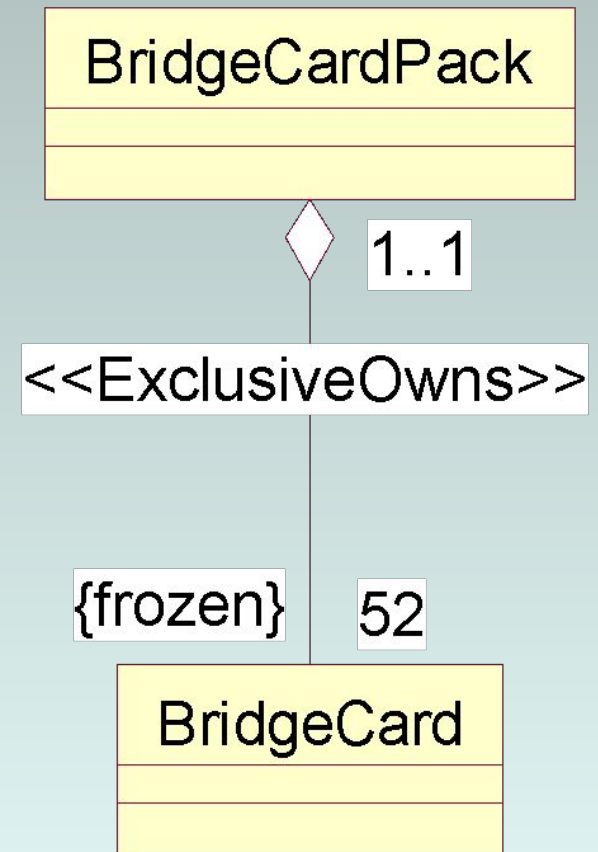 BridgeCardPack
1..1
<<ExclusiveOwns>>
{frozen} 52
BridgeCard